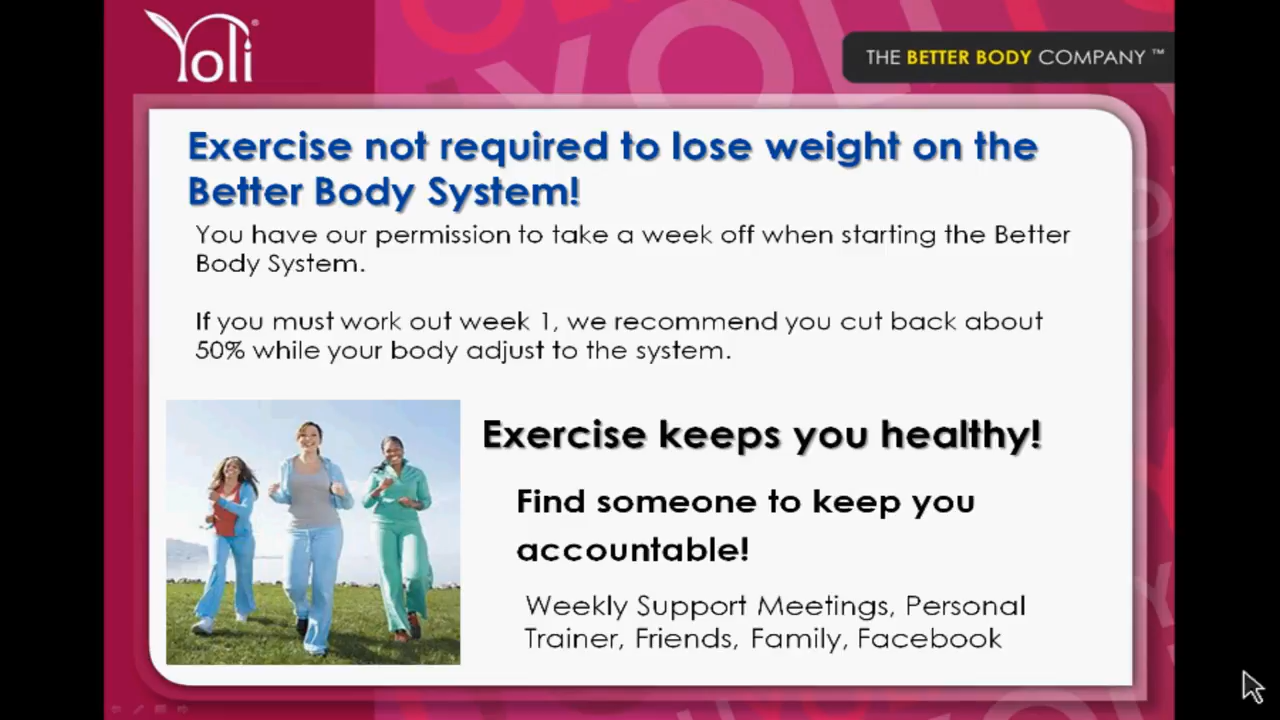 Yoli®
THE BETTER BODY COMPANY ™
Exercise not required to lose weight on the
Better Body System!
You have our permission to take a week off when starting the Better
Body System.
If you must work out week 1, we recommend you cut back about
50% while your body adjust to the system.
Exercise keeps you healthy!
Find someone to keep you
accountable!
Weekly Support Meetings, Personal
Trainer, Friends, Family, Facebook